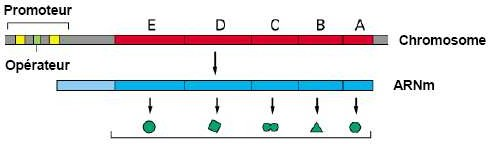 Promoteur
E D C B A
Chromosome
Opérateur
ARNm